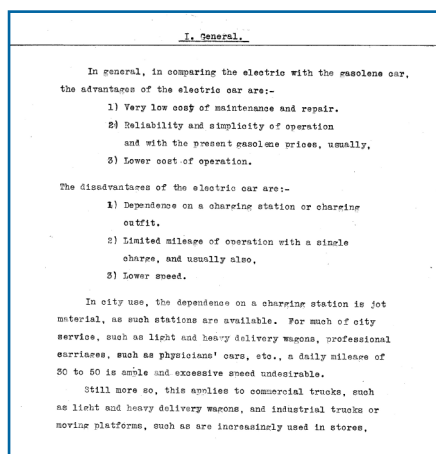 I. General.
In general, in comparing the electric with the gasolene car,
the advantages of the electric car are:-
1) Very low cost of maintenance and repair.
2) Reliability and simplicity of operation
and with the present gasolene prices, usually,
3) Lower cost of operation.
The disadvantages of the electric car are:-
1) Dependence on a charging station or charging
outfit.
2) Limited mileage of operation with a single
charge, and usually also,
3) Lower speed.
In city use, the dependence on a charging station is jot
material, as such stations are available. For much of city
service, such as light and heavy delivery wagons, professional
carriages, such as physicians' cars, etc., a daily mileage of
30 to 50 is ample and excessive speed undesirable.
Still more so, this applies to commercial trucks, such
as light and heavy delivery wagons, and industrial trucks or
moving platforms, such as are increasingly used in stores,